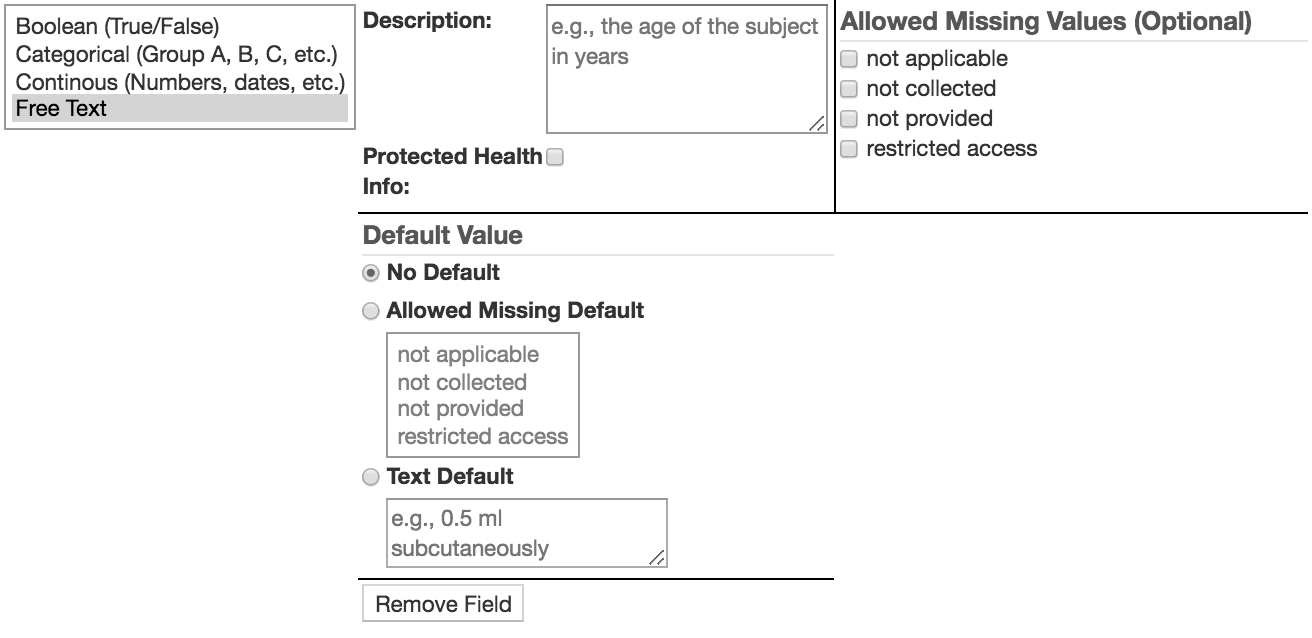 Boolean (True/False)
Categorical (Group A, B, C, etc.)
Continous (Numbers, dates, etc.)
Free Text
Description:
e.g., the age of the subject
in years
Protected Health
Info:
Allowed Missing Values (Optional)
not applicable
not collected
not provided
restricted access
Default Value
No Default
Allowed Missing Default
not applicable
not collected
not provided
restricted access
Text Default
e.g., 0.5 ml
subcutaneously
Remove Field